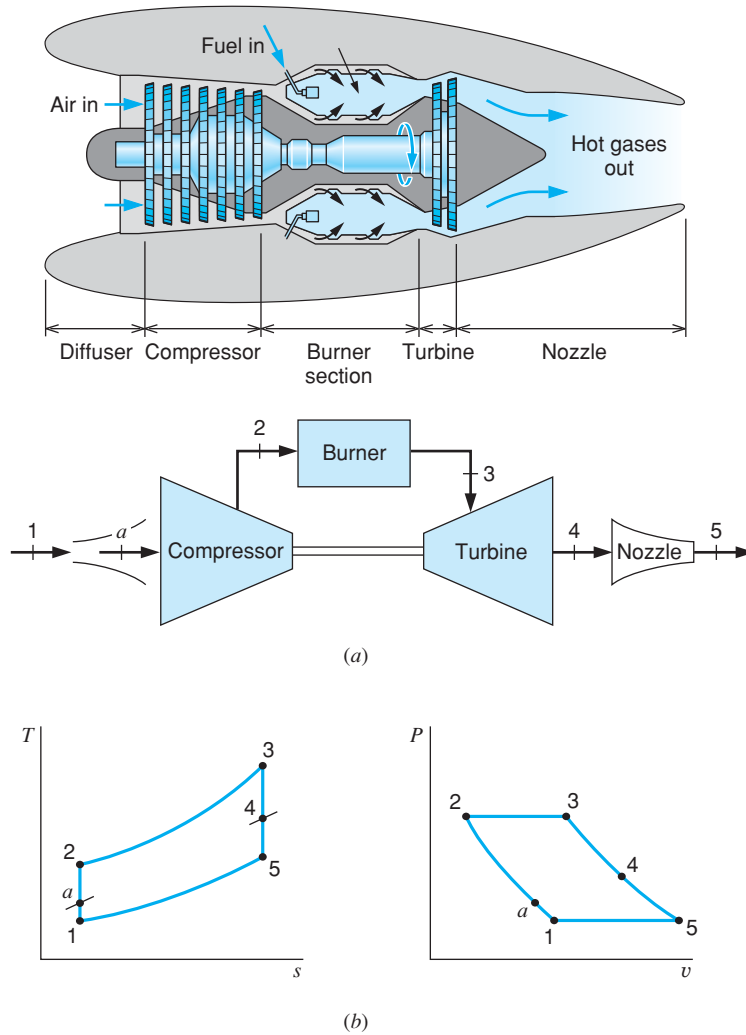 Fuel in
Air in
Hot gases
out
Diffuser Compressor Burner Turbine Nozzle
section
2
Burner
3
1
a
Compressor
Turbine
4
Nozzle
5
(a)
T
3
4
2
5
a
1
s
P
2
3
4
a
1
5
v
(b)